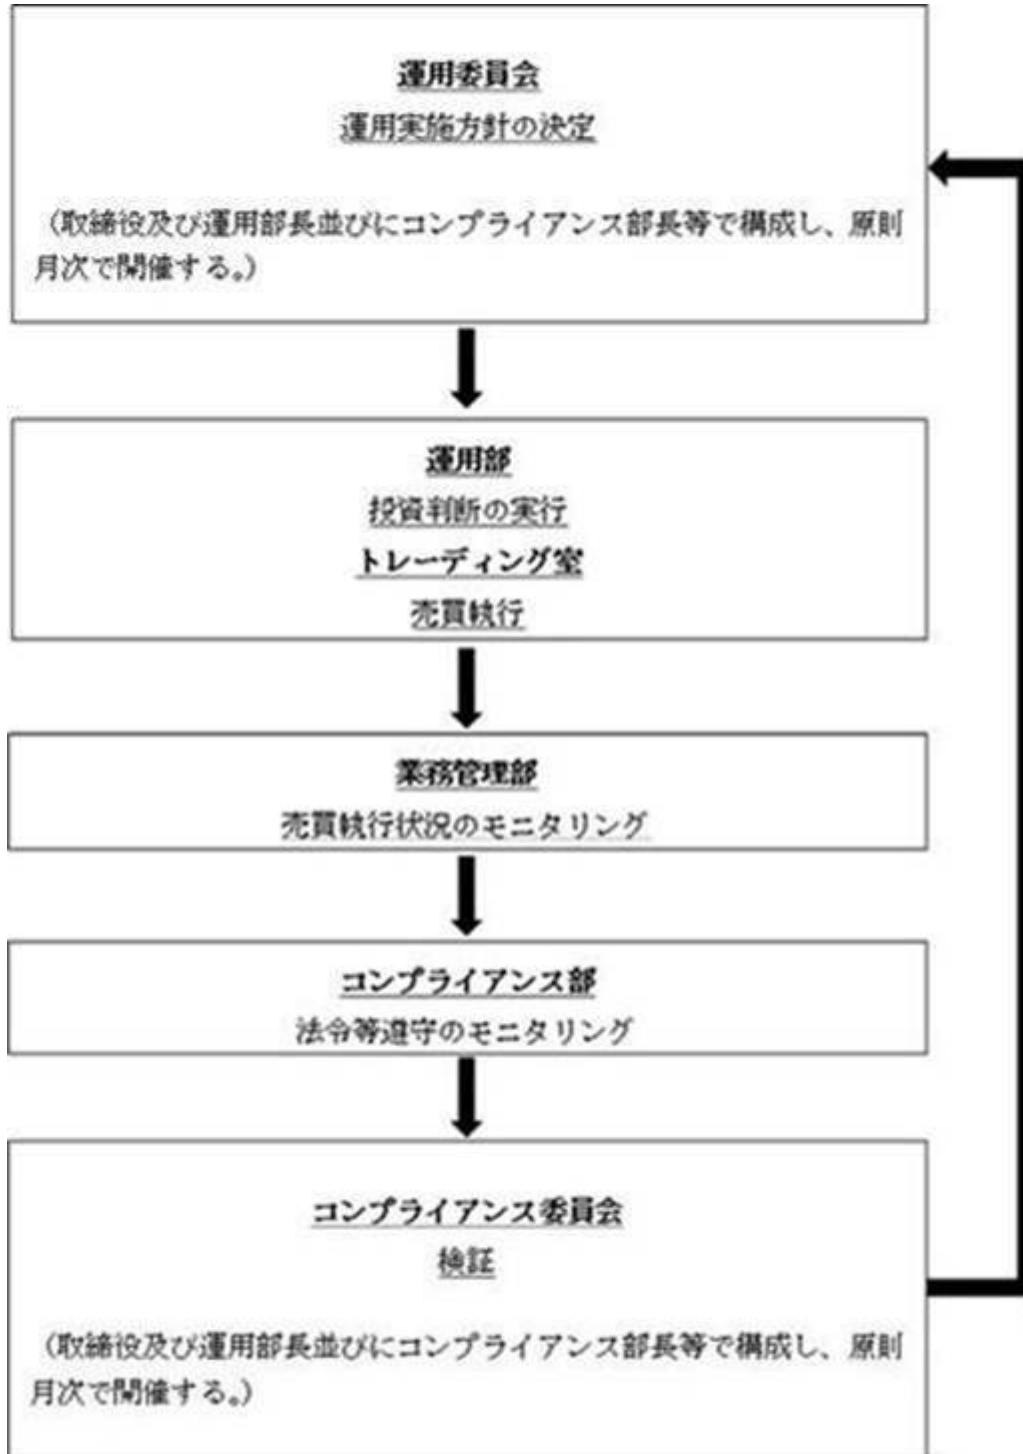 運用委員会
運用実施方針の決定
（取締役及び運用部長並びにコンプライアンス部長等で構成し、原則
月次で開催する。）
運用部
投資判断の実行
トレーディング室
売買執行
業務管理部
売買執行状況のモニタリング
コンプライアンス部
法令等遵守のモニタリング
コンプライアンス委員会
検証
（取締役及び運用部長並びにコンプライアンス部長等で構成し、原則
月次で開催する。）